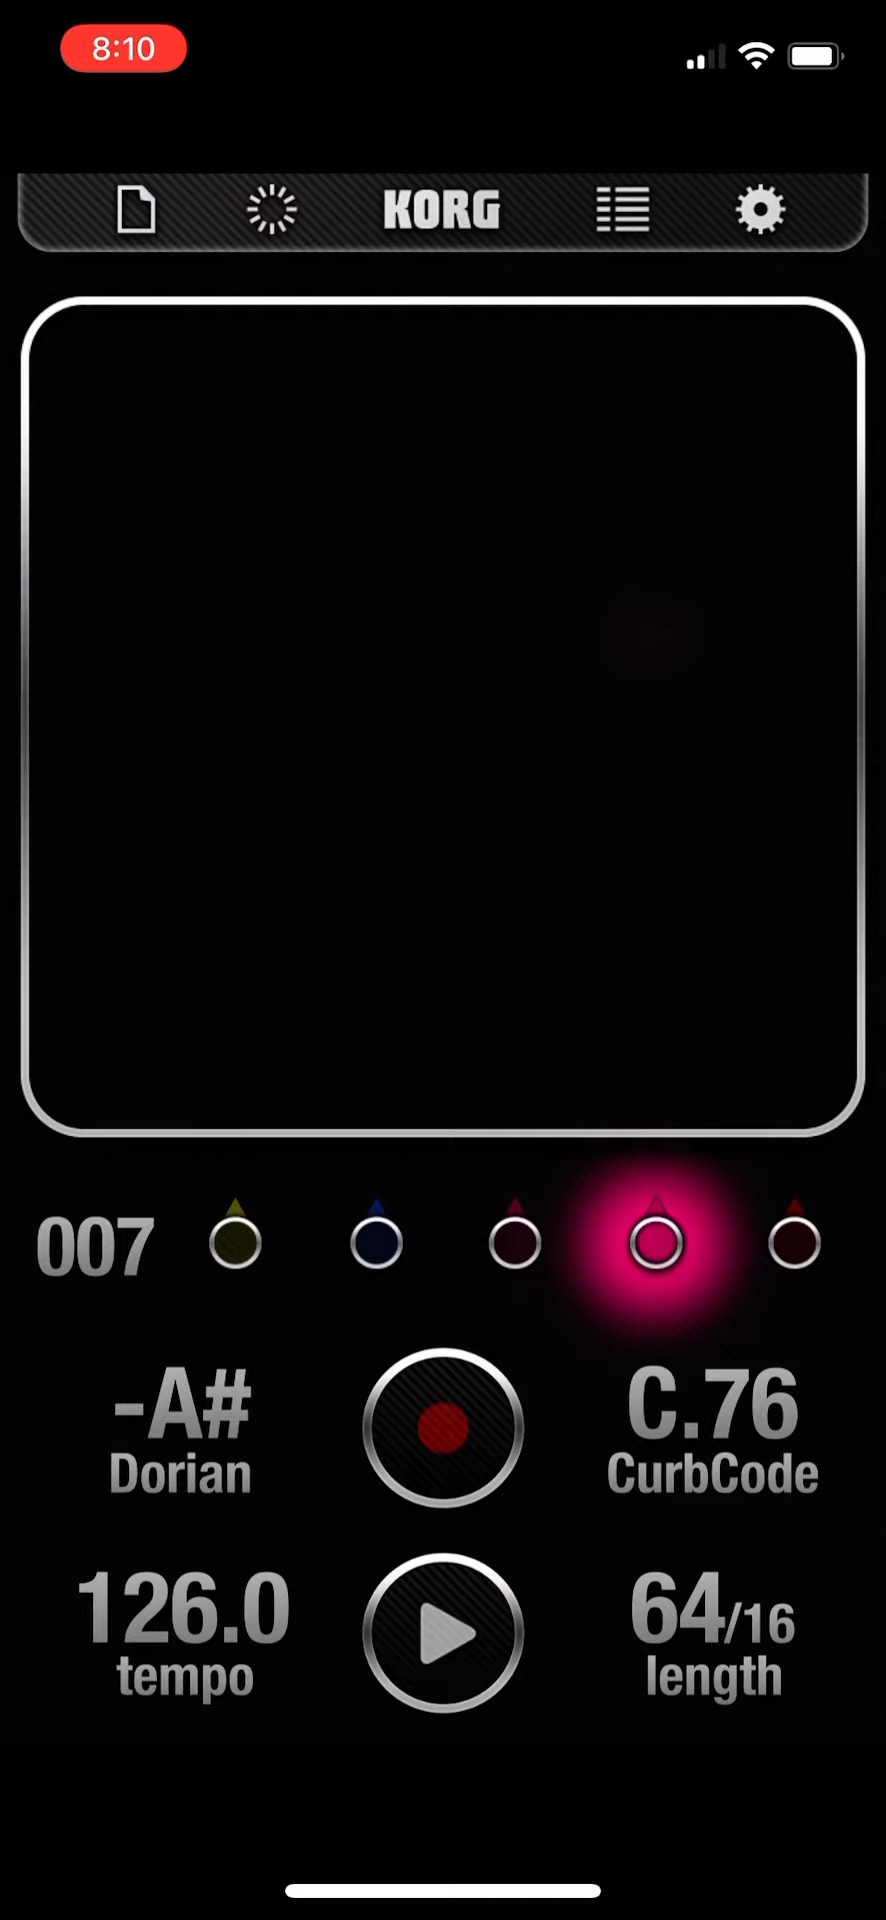 8:10
KORG
007
-A#
Dorian
C.76
CurbCode
126.0
tempo
64/16
length